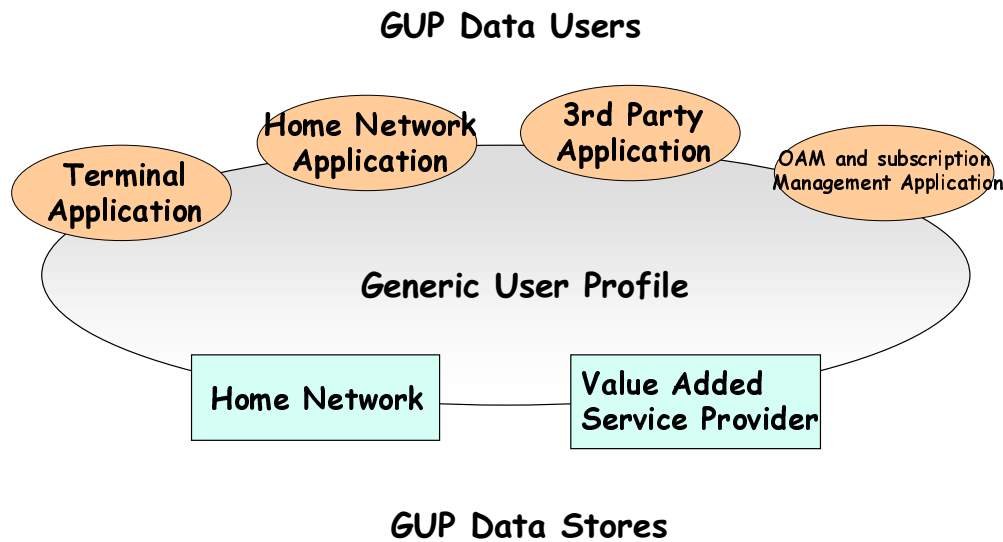 GUP Data Users
Home Network
Application
3rd Party
Application
Terminal
Application
OAM and subscription
Management Application
Generic User Profile
Home Network
Value Added
Service Provider
GUP Data Stores